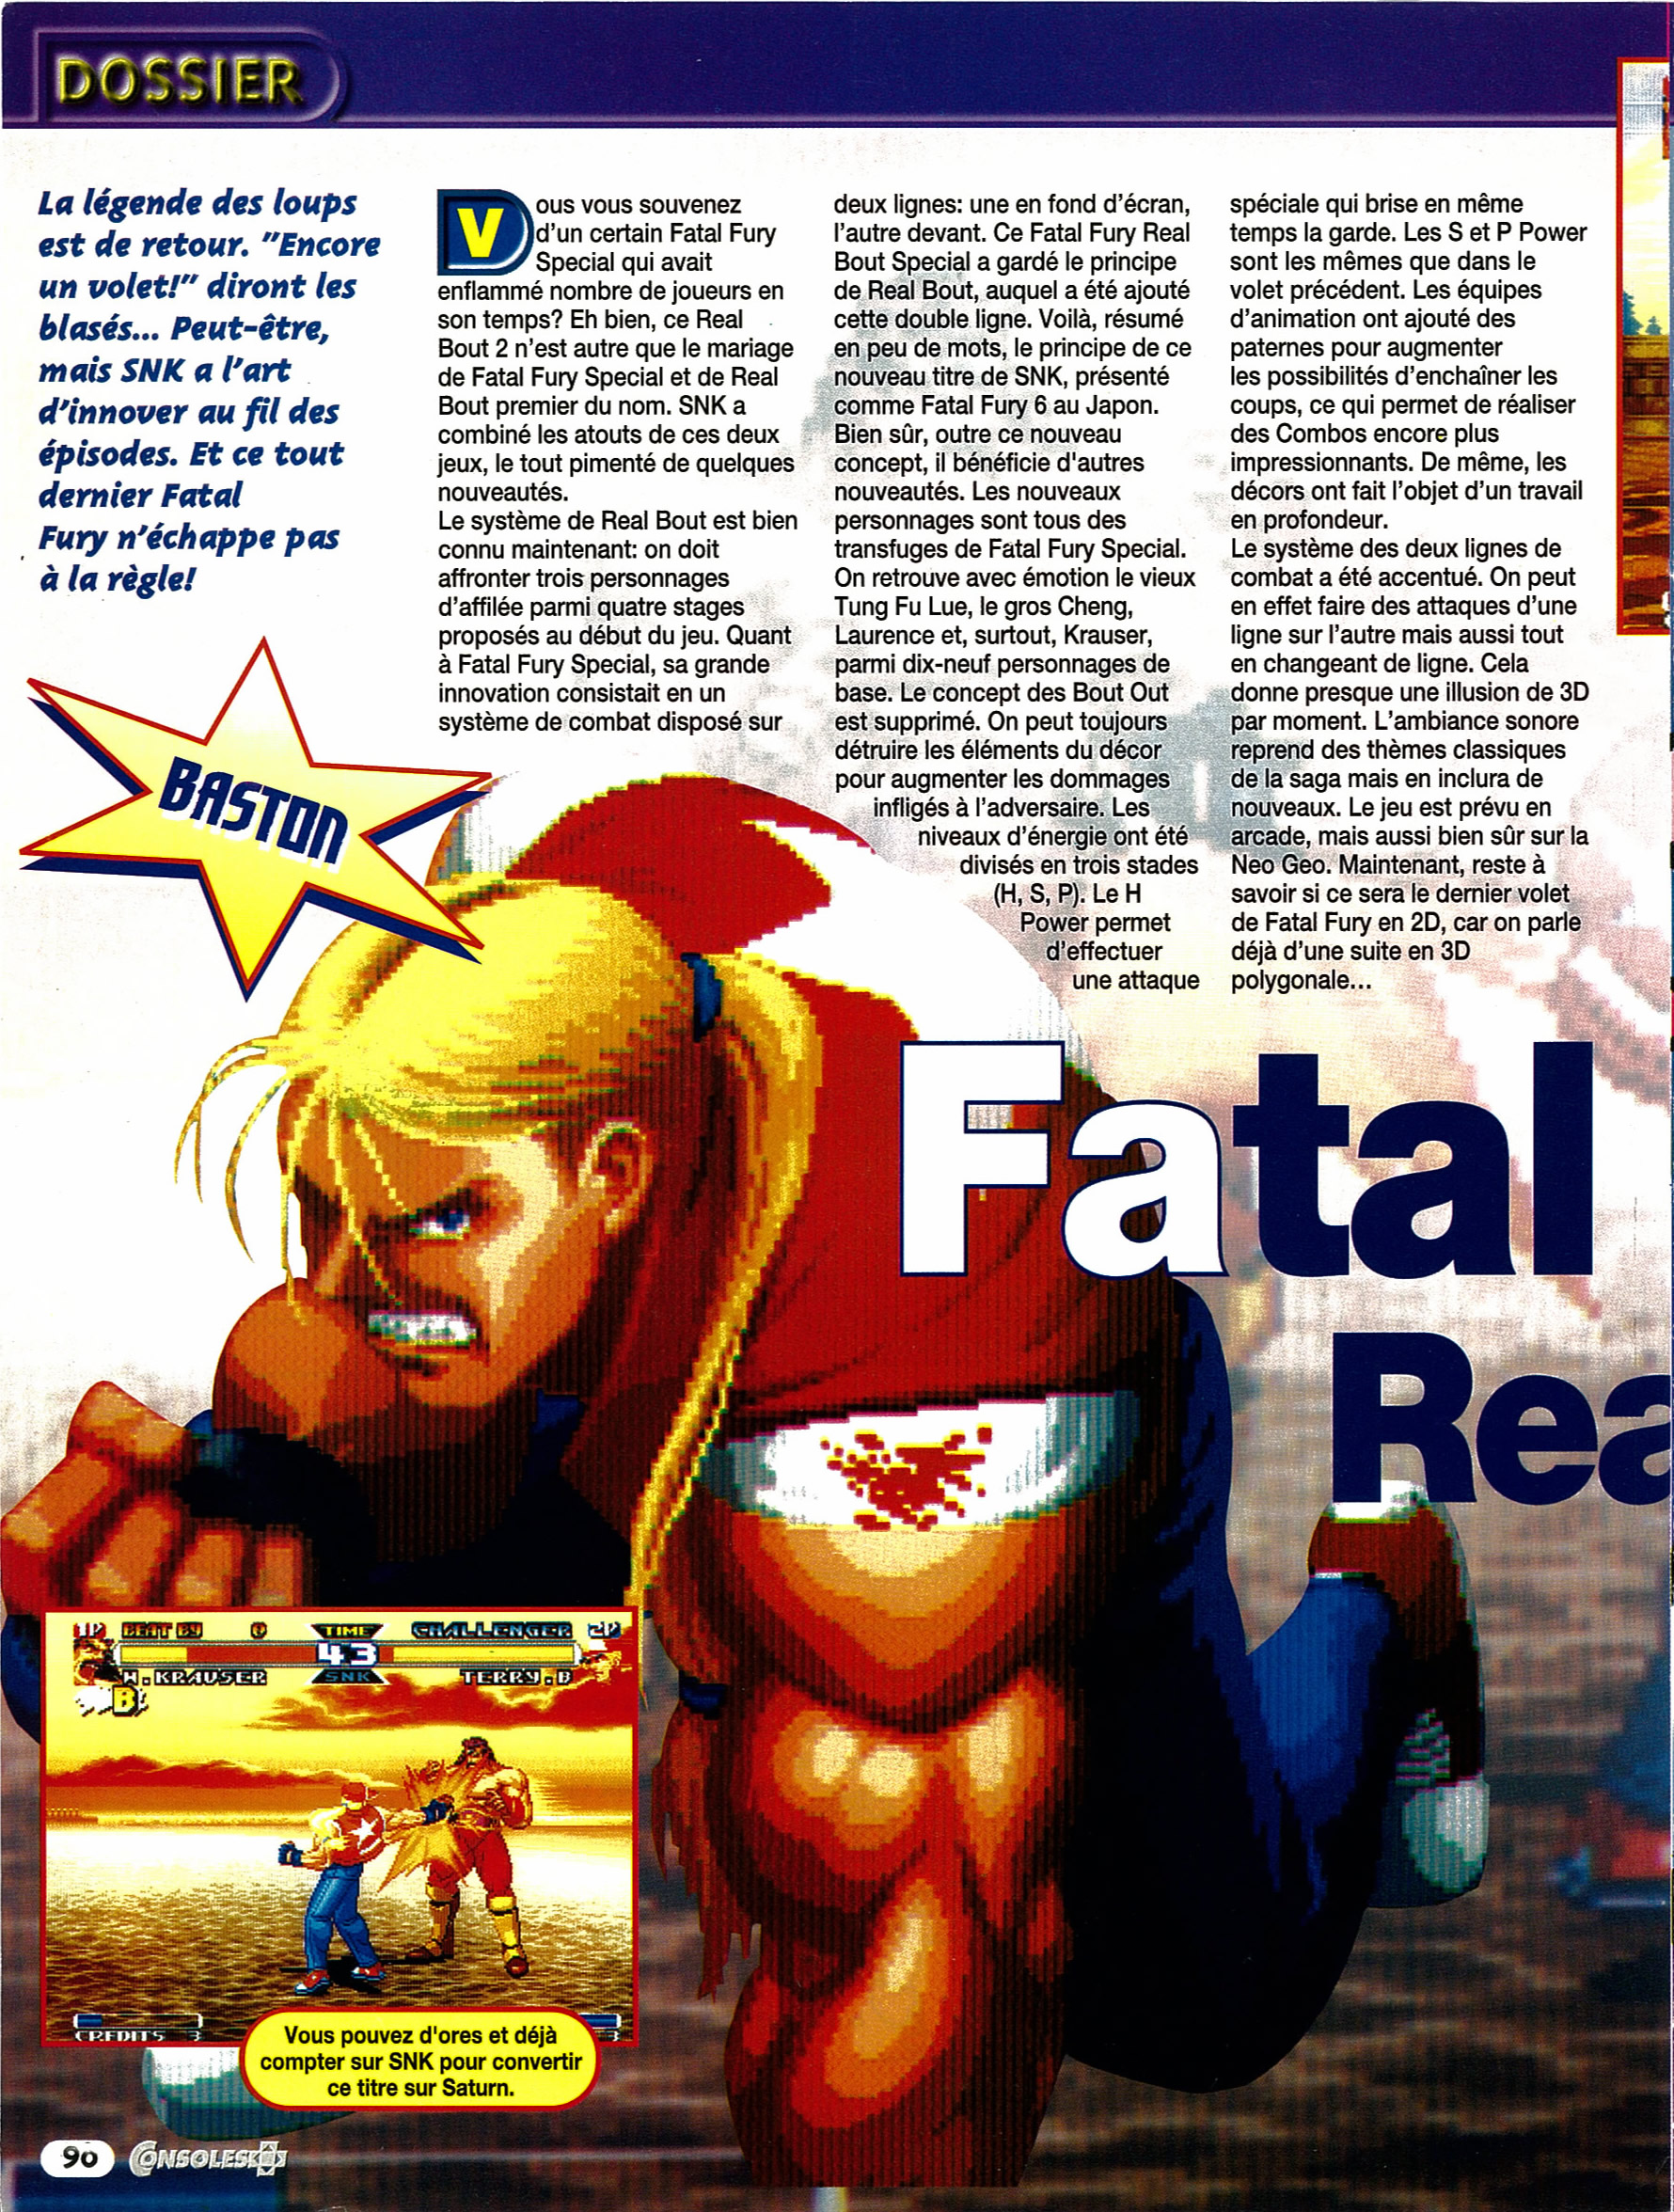 DOSSIER
La légende des loups
est de retour. "Encore
un volet!" diront les
blasés... Peut-être,
mais SNK a l'art
d'innover au fil des
épisodes. Et ce tout
dernier Fatal
Fury n'échappe pas
à la règle!
BASTON
Vous vous souvenez
d'un certain Fatal Fury
Special qui avait
enflammé nombre de joueurs en
son temps? Eh bien, ce Real
Bout 2 n'est autre que le mariage
de Fatal Fury Special et de Real
Bout premier du nom. SNK a
combiné les atouts de ces deux
jeux, le tout pimenté de quelques
nouveautés.
Le système de Real Bout est bien
connu maintenant: on doit
affronter trois personnages
d'affilée parmi quatre stages
proposés au début du jeu. Quant
à Fatal Fury Special, sa grande
innovation consistait en un
système de combat disposé sur
deux lignes: une en fond d'écran,
l'autre devant. Ce Fatal Fury Real
Bout Special a gardé le principe
de Real Bout, auquel a été ajouté
cette double ligne. Voilà, résumé
en peu de mots, le principe de ce
nouveau titre de SNK, présenté
comme Fatal Fury 6 au Japon.
Bien sûr, outre ce nouveau
concept, il bénéficie d'autres
nouveautés. Les nouveaux
personnages sont tous des
transfuges de Fatal Fury Special.
On retrouve avec émotion le vieux
Tung Fu Lue, le gros Cheng,
Laurence et, surtout, Krauser,
parmi dix-neuf personnages de
base. Le concept des Bout Out
est supprimé. On peut toujours
détruire les éléments du décor
pour augmenter les dommages
infligés à l'adversaire. Les
niveaux d'énergie ont été
divisés en trois stades
(H, S, P). Le H
Power permet
d'effectuer
une attaque
spéciale qui brise en même
temps la garde. Les S et P Power
sont les mêmes que dans le
volet précédent. Les équipes
d'animation ont ajouté des
paternes pour augmenter
les possibilités d'enchaîner les
coups, ce qui permet de réaliser
des Combos encore plus
impressionnants. De même, les
décors ont fait l'objet d'un travail
en profondeur.
Le système des deux lignes de
combat a été accentué. On peut
en effet faire des attaques d'une
ligne sur l'autre mais aussi tout
en changeant de ligne. Cela
donne presque une illusion de 3D
par moment. L'ambiance sonore
reprend des thèmes classiques
de la saga mais en inclura de
nouveaux. Le jeu est prévu en
arcade, mais aussi bien sûr sur la
Neo Geo. Maintenant, reste à
savoir si ce sera le dernier volet
de Fatal Fury en 2D, car on parle
déjà d'une suite en 3D
polygonale...
Fatal
Rea
1P BEAT BY 0 TIME CHALLENGER 2P
43
W.KRAUSER SNK TERRY.B
B
CREDITS 3 3
Vous pouvez d'ores et déjà
compter sur SNK pour convertir
ce titre sur Saturn.
90 CONSOLES+